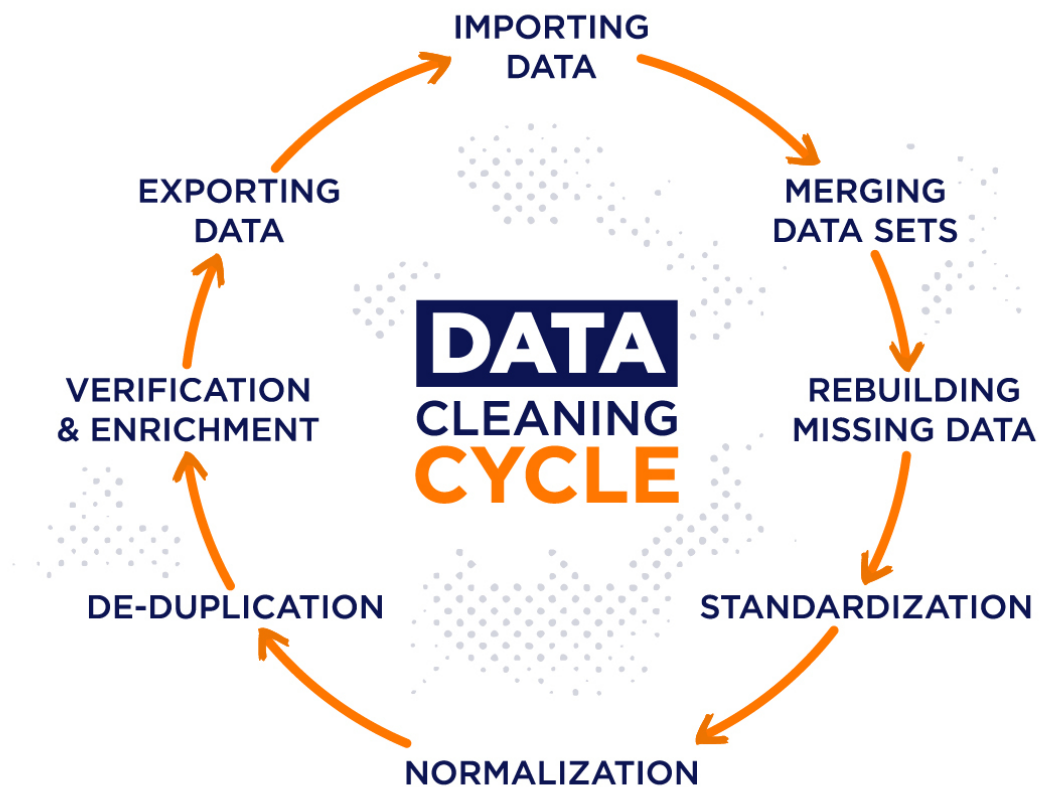 IMPORTING
DATA
MERGING
DATA SETS
REBUILDING
MISSING DATA
STANDARDIZATION
NORMALIZATION
DE-DUPLICATION
VERIFICATION
& ENRICHMENT
EXPORTING
DATA
DATA
CLEANING
CYCLE